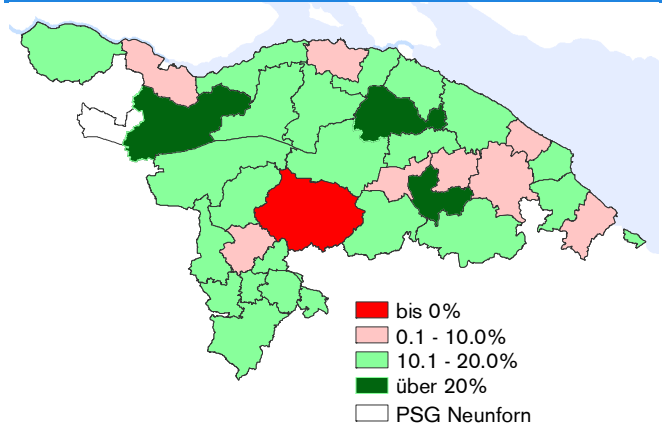 bis 0%
0.1 - 10.0%
10.1 - 20.0%
über 20%
PSG Neunforn